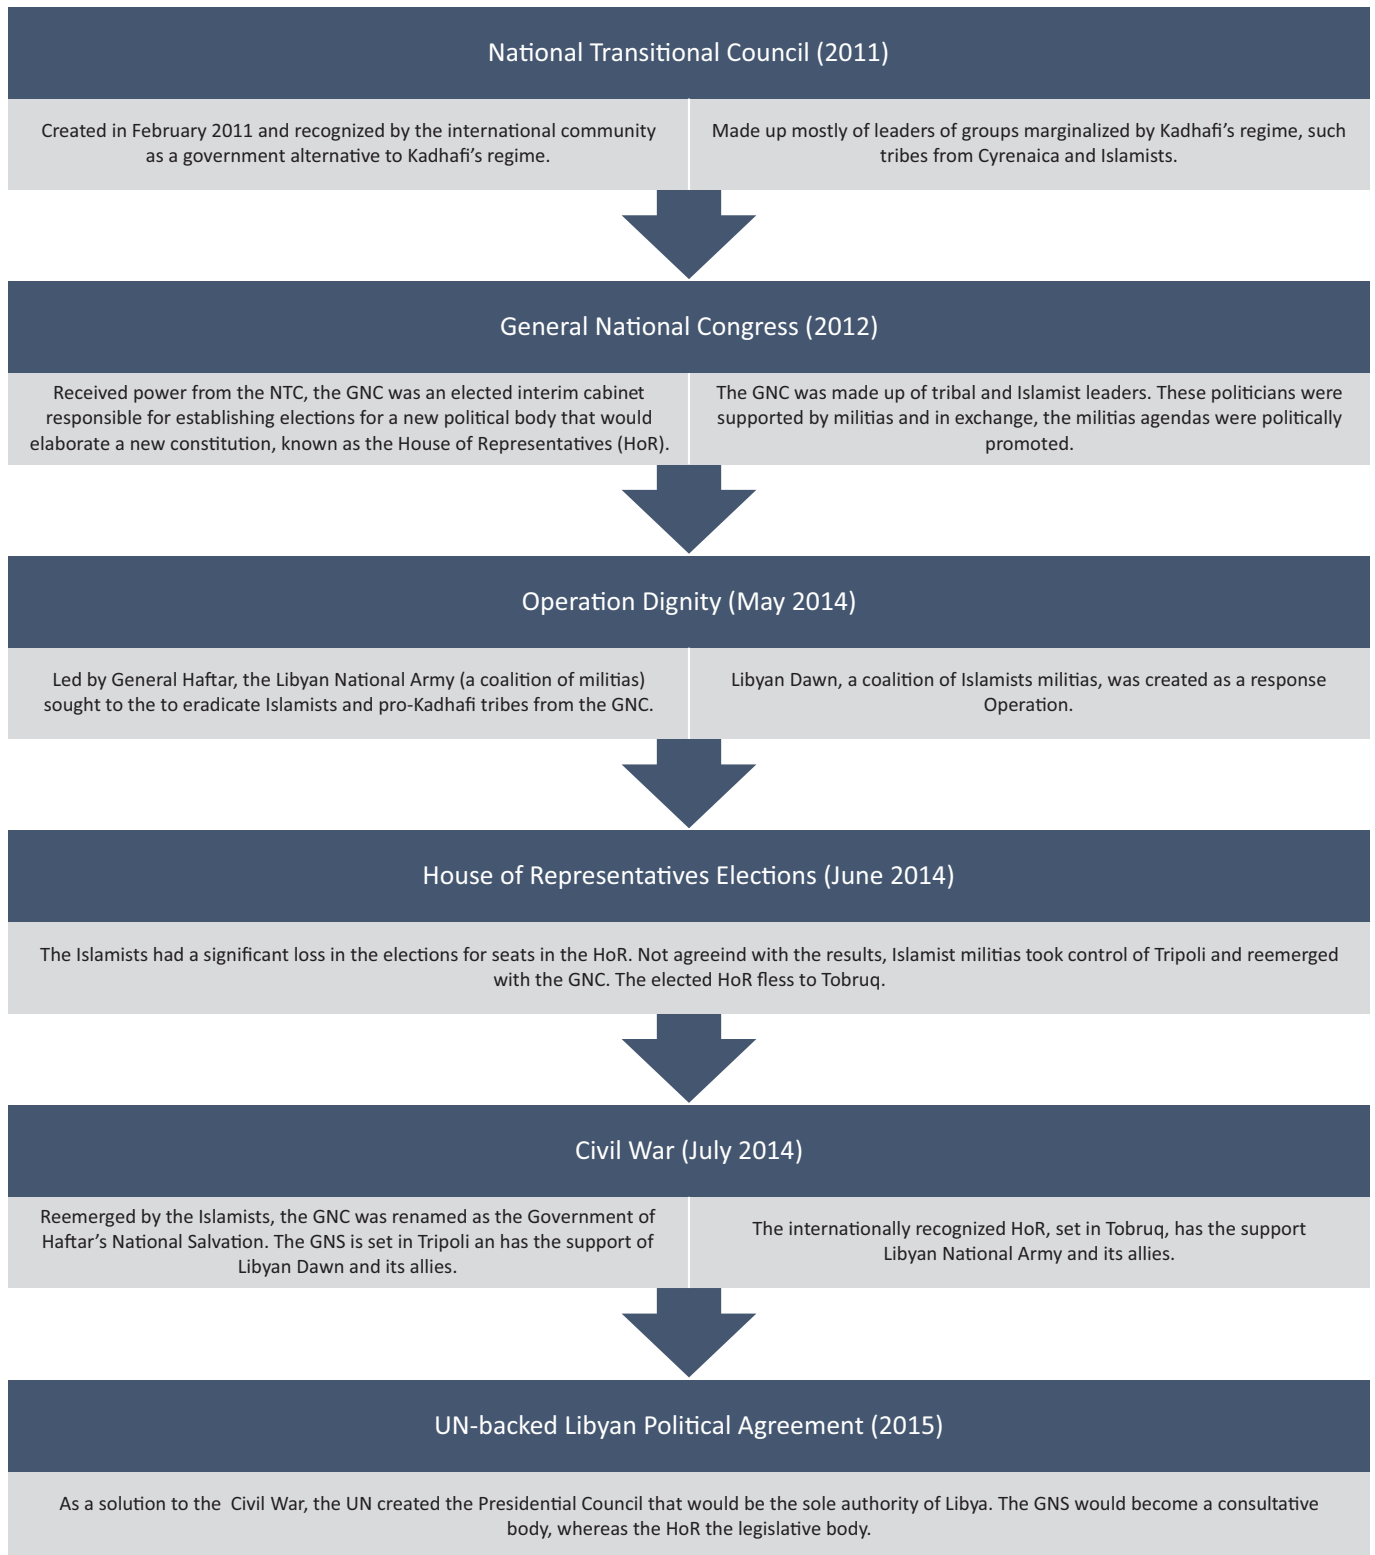 National Transitional Council (2011)
Created in February 2011 and recognized by the international community
as a government alternative to Kadhafi's regime.
Made up mostly of leaders of groups marginalized by Kadhafi's regime, such
tribes from Cyrenaica and Islamists.
General National Congress (2012)
Received power from the NTC, the GNC was an elected interim cabinet
responsible for establishing elections for a new political body that would
elaborate a new constitution, known as the House of Representatives (HoR).
The GNC was made up of tribal and Islamist leaders. These politicians were
supported by militias and in exchange, the militias agendas were politically
promoted.
Operation Dignity (May 2014)
Led by General Haftar, the Libyan National Army (a coalition of militias)
sought to the to eradicate Islamists and pro-Kadhafi tribes from the GNC.
Libyan Dawn, a coalition of Islamists militias, was created as a response
Operation.
House of Representatives Elections (June 2014)
The Islamists had a significant loss in the elections for seats in the HoR. Not agreeind with the results, Islamist militias took control of Tripoli and reemerged
with the GNC. The elected HoR fless to Tobruq.
Civil War (July 2014)
Reemerged by the Islamists, the GNC was renamed as the Government of
Haftar's National Salvation. The GNS is set in Tripoli an has the support of
Libyan Dawn and its allies.
The internationally recognized HoR, set in Tobruq, has the support
Libyan National Army and its allies.
UN-backed Libyan Political Agreement (2015)
As a solution to the  Civil War, the UN created the Presidential Council that would be the sole authority of Libya. The GNS would become a consultative
body, whereas the HoR the legislative body.